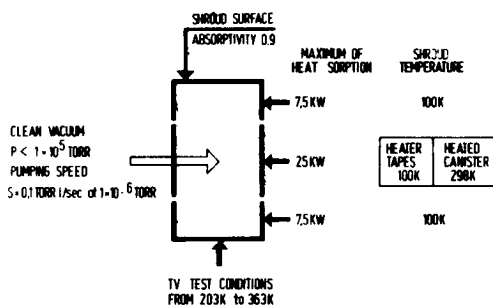 SHROUD SURFACE
ABSORPTIVITY 0.9
MAXIMUM OF
HEAT SORPTION
SHROUD
TEMPERATURE
7,5 KW
100K
CLEAN VACUUM
P < 1×10⁵ TORR
PUMPING SPEED
S=0,1 TORR l/sec at 1×10⁻⁶ TORR
25 KW
HEATER
TAPES
100K
HEATED
CANISTER
298K
7,5 KW
100K
TV TEST CONDITIONS
FROM 203K to 363K